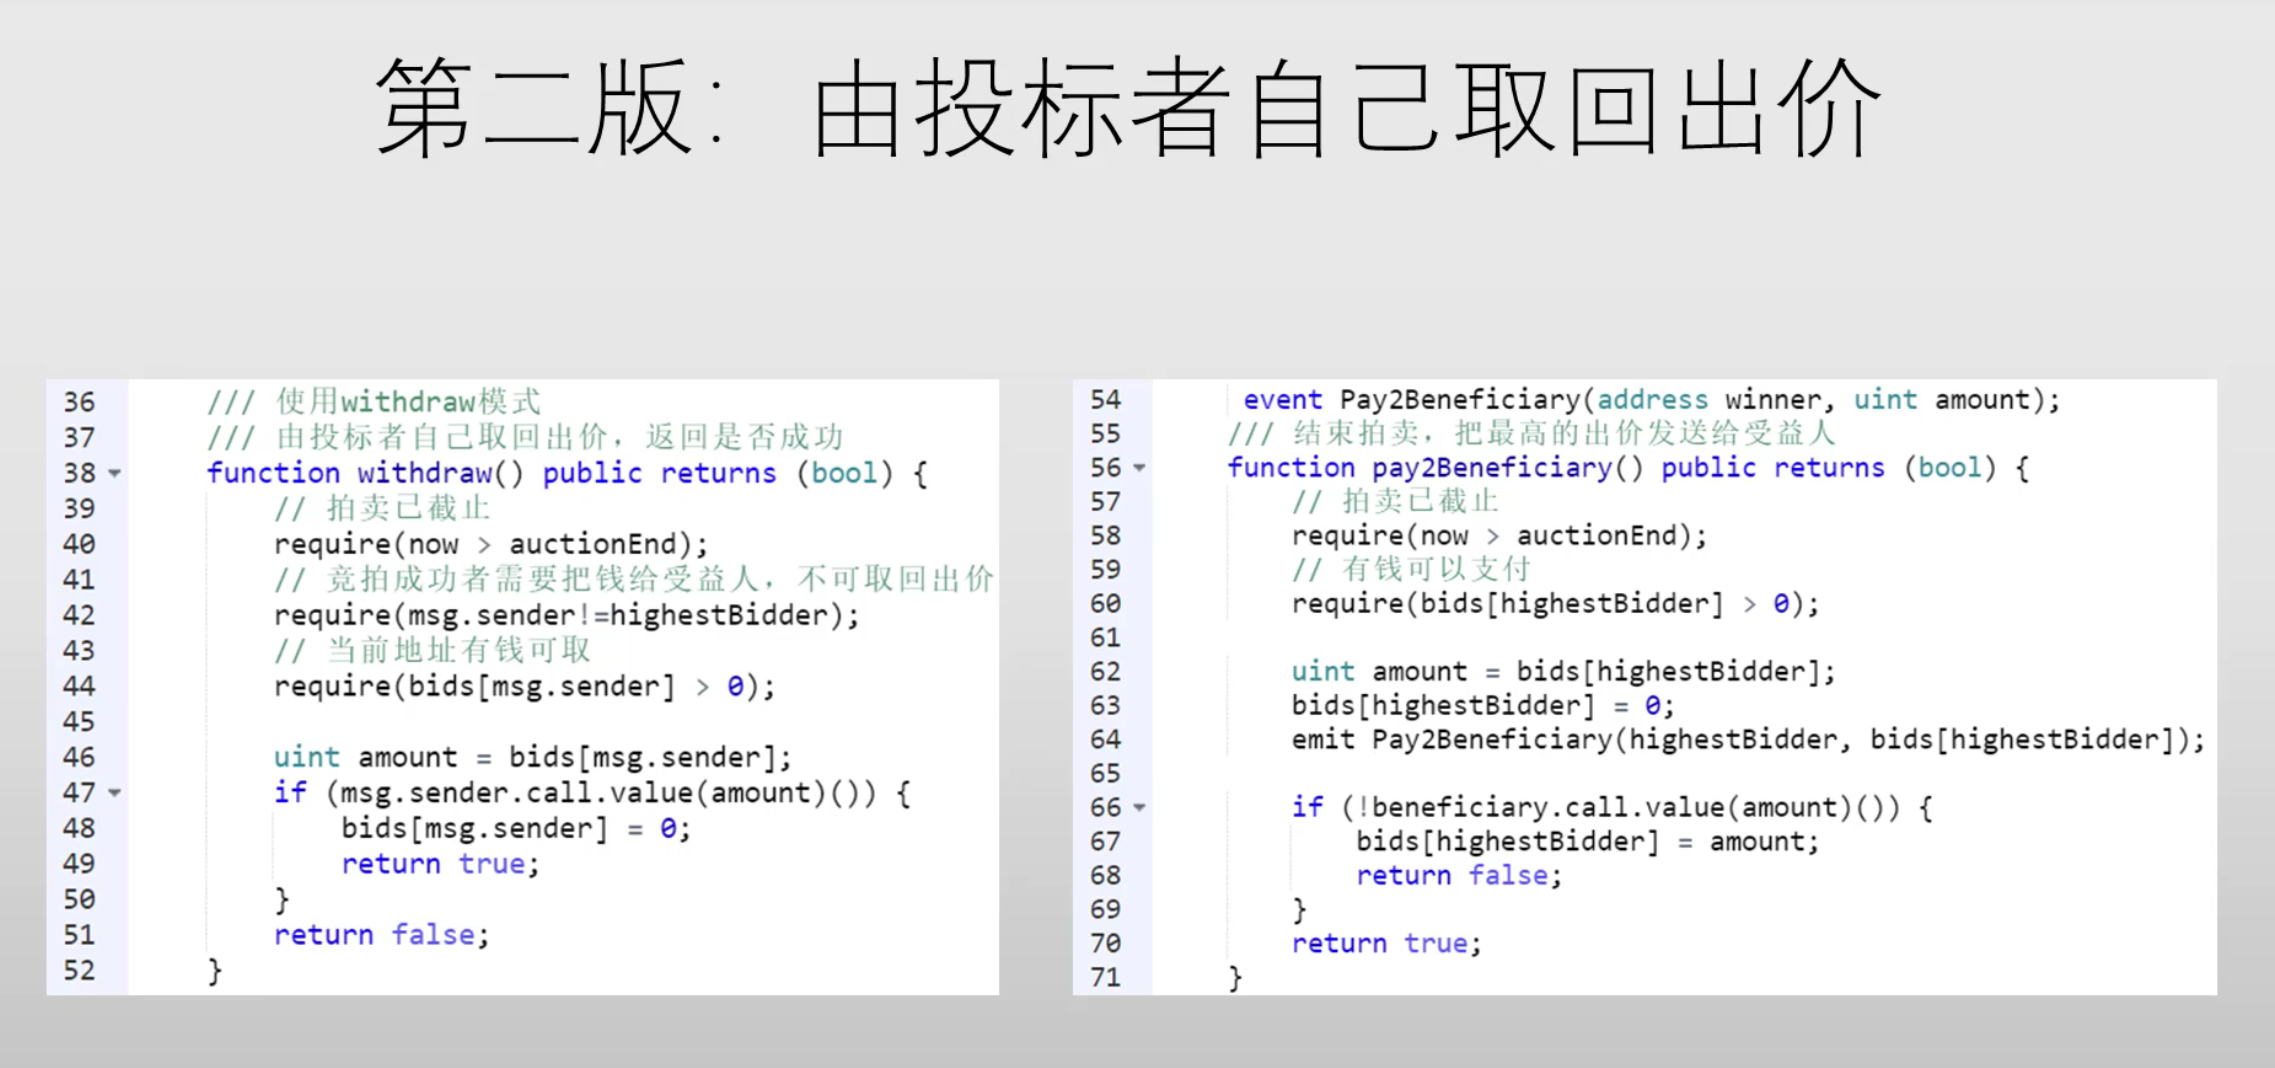 第二版：由投标者自己取回出价
36 /// 使用withdraw模式
37 /// 由投标者自己取回出价，返回是否成功
38 function withdraw() public returns (bool) {
39 // 拍卖已截止
40 require(now > auctionEnd);
41 // 竞拍成功者需要把钱给受益人，不可取回出价
42 require(msg.sender!=highestBidder);
43 // 当前地址有钱可取
44 require(bids[msg.sender] > 0);
45
46 uint amount = bids[msg.sender];
47 if (msg.sender.call.value(amount)()) {
48 bids[msg.sender] = 0;
49 return true;
50 }
51 return false;
52 }
54 event Pay2Beneficiary(address winner, uint amount);
55 /// 结束拍卖，把最高的出价发送给受益人
56 function pay2Beneficiary() public returns (bool) {
57 // 拍卖已截止
58 require(now > auctionEnd);
59 // 有钱可以支付
60 require(bids[highestBidder] > 0);
61
62 uint amount = bids[highestBidder];
63 bids[highestBidder] = 0;
64 emit Pay2Beneficiary(highestBidder, bids[highestBidder]);
65
66 if (!beneficiary.call.value(amount)()) {
67 bids[highestBidder] = amount;
68 return false;
69 }
70 return true;
71 }